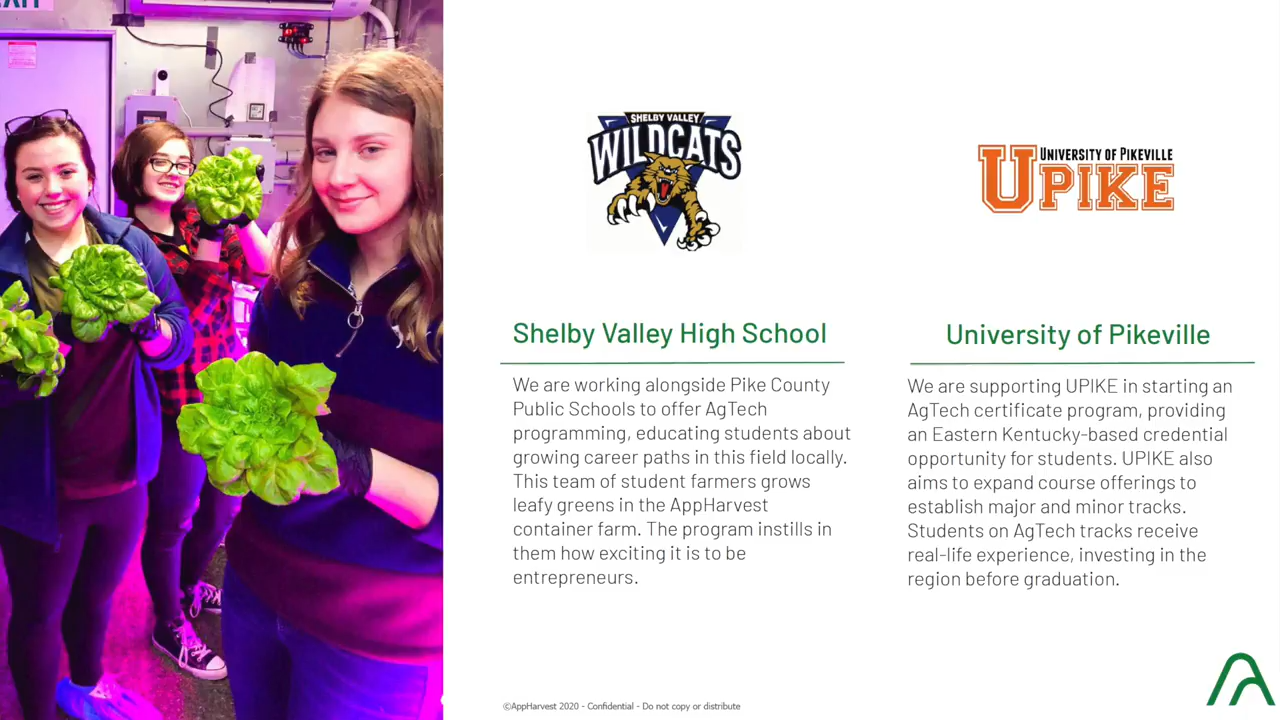 EXIT
SHELBY VALLEY
WILDCATS
UNIVERSITY OF PIKEVILLE
UPIKE
Shelby Valley High School
We are working alongside Pike County
Public Schools to offer AgTech
programming, educating students about
growing career paths in this field locally.
This team of student farmers grows
leafy greens in the AppHarvest
container farm. The program instills in
them how exciting it is to be
entrepreneurs.
University of Pikeville
We are supporting UPIKE in starting an
AgTech certificate program, providing
an Eastern Kentucky-based credential
opportunity for students. UPIKE also
aims to expand course offerings to
establish major and minor tracks.
Students on AgTech tracks receive
real-life experience, investing in the
region before graduation.
©AppHarvest 2020 - Confidential - Do not copy or distribute